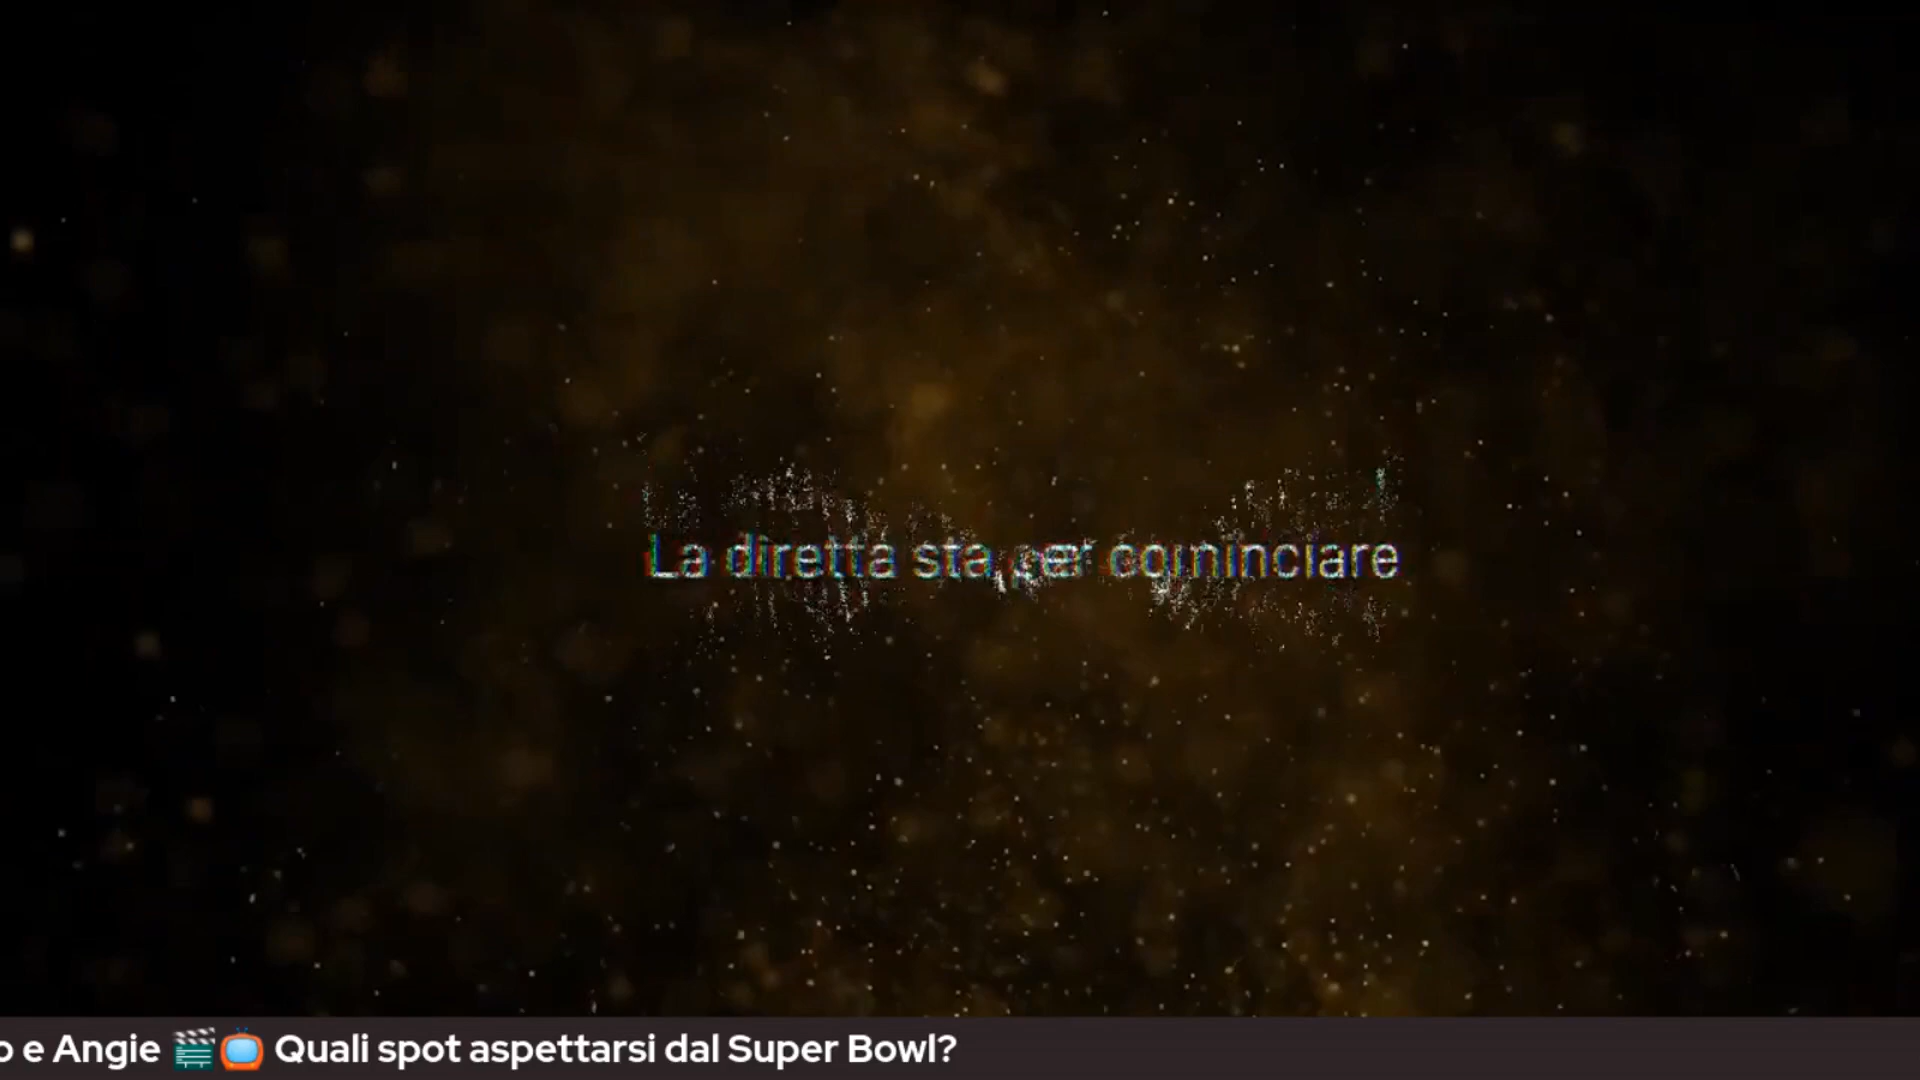 La diretta sta per cominciare
o e Angie 🎬📺 Quali spot aspettarsi dal Super Bowl?